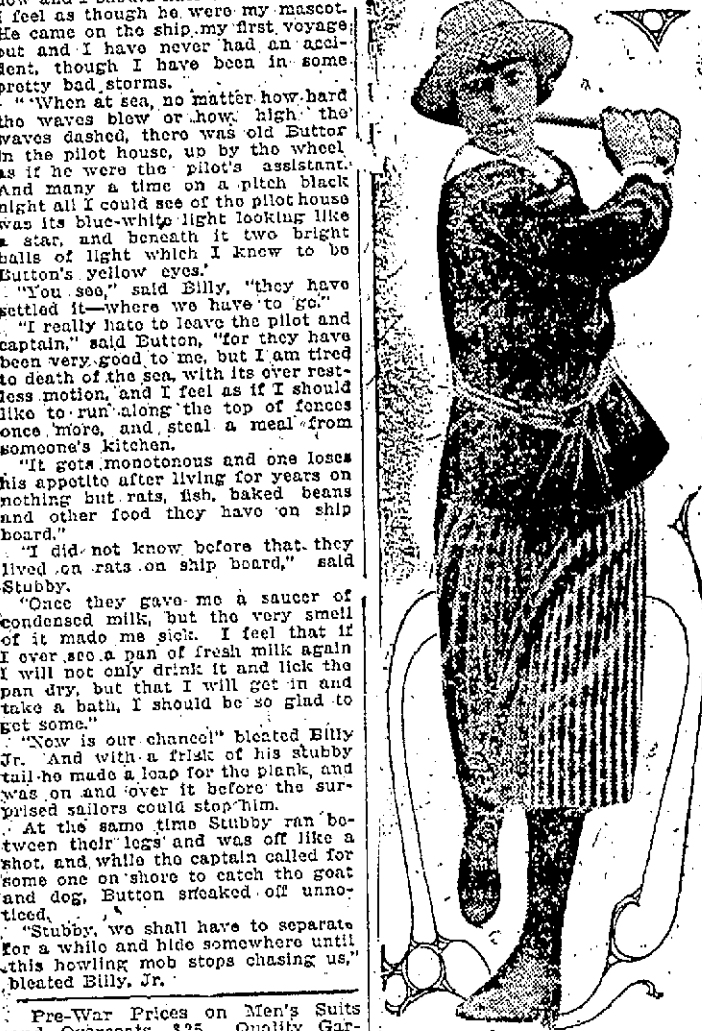 I feel as though he were my mascot.
He came on the ship my first voyage
out and I have never had an acci-
dent, though I have been in some
pretty bad storms.
"'When at sea, no matter how hard
the waves blew or how high the
waves dashed, there was old Button
in the pilot house, up by the wheel
as if he were the pilot's assistant.
And many a time on a pitch black
night all I could see of the pilot house
was its blue-white light looking like
a star, and beneath it two bright
balls of light which I knew to be
Button's yellow eyes.'
"You see," said Billy, "they have
settled it—where we have to go."
"I really hate to leave the pilot and
captain," said Button, "for they have
been very good to me, but I am tired
to death of the sea, with its ever rest-
less motion, and I feel as if I should
like to run along the top of fences
once more, and steal a meal from
someone's kitchen.
"It gets monotonous and one loses
his appetite after living for years on
nothing but rats, fish, baked beans
and other food they have on ship
board."
"I did not know before that they
lived on rats on ship board," said
Stubby.
"Once they gave me a saucer of
condensed milk, but the very smell
of it made me sick. I feel that if
I ever see a pan of fresh milk again
I will not only drink it and lick the
pan dry, but that I will get in and
take a bath, I should be so glad to
get some."
"Now is our chance!" bleated Billy
Jr. And with a frisk of his stubby
tail he made a leap for the plank, and
was on and over it before the sur-
prised sailors could stop him.
At the same time Stubby ran be-
tween their legs and was off like a
shot, and while the captain called for
some one on shore to catch the goat
and dog, Button sneaked off unno-
ticed.
"Stubby, we shall have to separate
for a while and hide somewhere until
this howling mob stops chasing us,"
bleated Billy, Jr.
Pre-War Prices on Men's Suits
Overcoats, $25. Quality Gar-